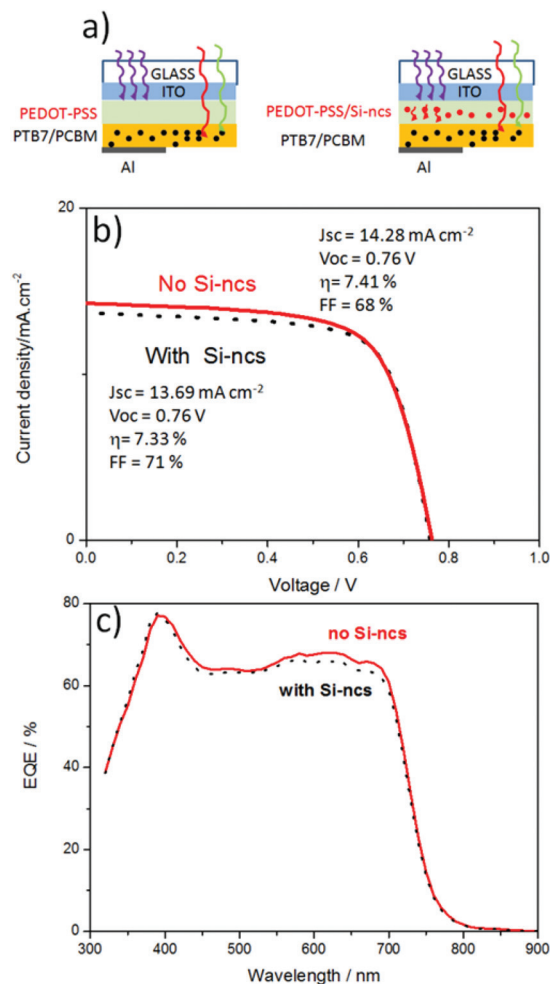 a)
GLASS
ITO
PEDOT-PSS
PTB7/PCBM
Al
GLASS
ITO
PEDOT-PSS/Si-ncs
PTB7/PCBM
Al
b)
20
0
Current density/mA.cm-2
Jsc = 14.28 mA cm-2
Voc = 0.76 V
η= 7.41 %
FF = 68 %
No Si-ncs
With Si-ncs
Jsc = 13.69 mA cm-2
Voc = 0.76 V
η= 7.33 %
FF = 71 %
0.0 0.2 0.4 0.6 0.8 1.0
Voltage / V
c)
80
60
40
20
0
EQE / %
no Si-ncs
with Si-ncs
300 400 500 600 700 800 900
Wavelength / nm